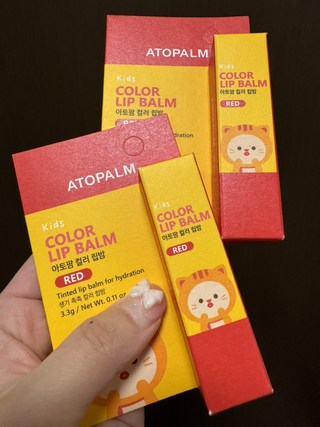 ATOPALM
Kids
COLOR
LIP BALM
아토팜 컬러 립밤
hydration
Kids
COLOR
LIP BALM
아토팜 컬러 립밤
RED
ATOPALM
Kids
COLOR
LIP BALM
아토팜 컬러 립밤
RED
Tinted lip balm for hydration
생기 촉촉 컬러 립밤
3.3g / Net Wt. 0.11 oz
Kids
COLOR
LIP BALM
아토팜 컬러 립밤
RED